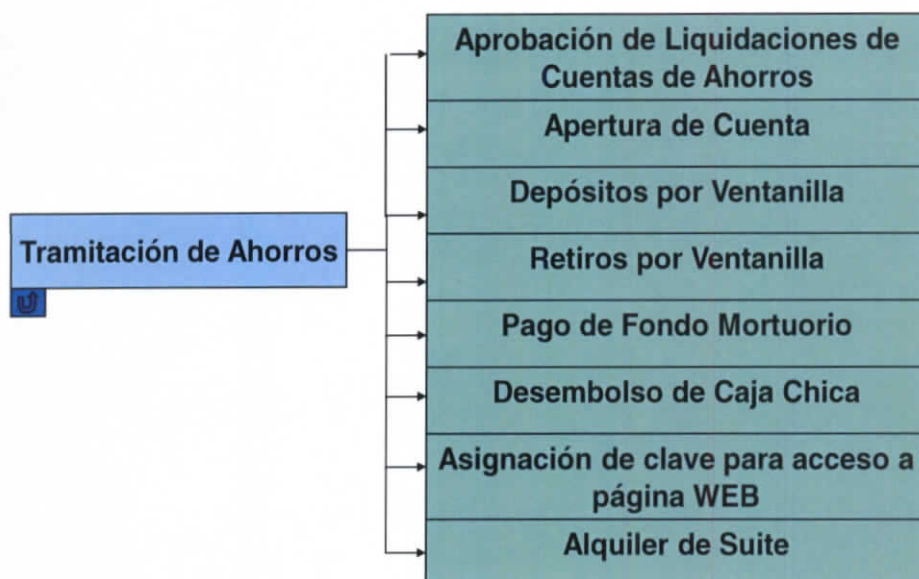 Aprobación de Liquidaciones de
Cuentas de Ahorros
Apertura de Cuenta
Depósitos por Ventanilla
Tramitación de Ahorros
Retiros por Ventanilla
Pago de Fondo Mortuorio
Desembolso de Caja Chica
Asignación de clave para acceso a
página WEB
Alquiler de Suite